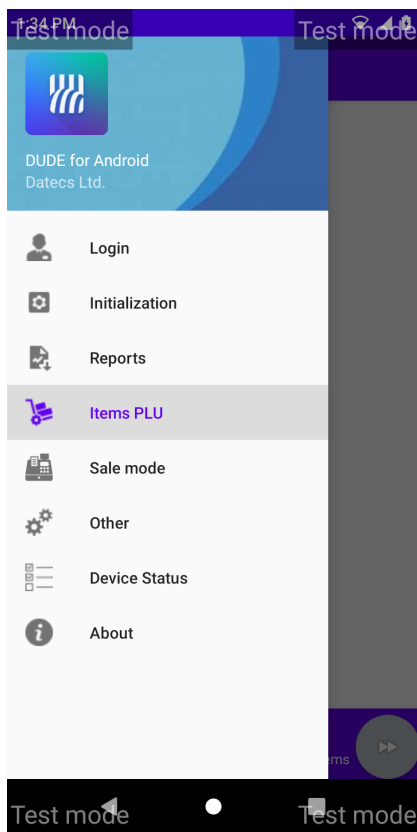 1:34 PM
Test mode
Test mode
DUDE for Android
Datecs Ltd.
Login
Initialization
Reports
Items PLU
Sale mode
Other
Device Status
About
ems
Test mode
Test mode